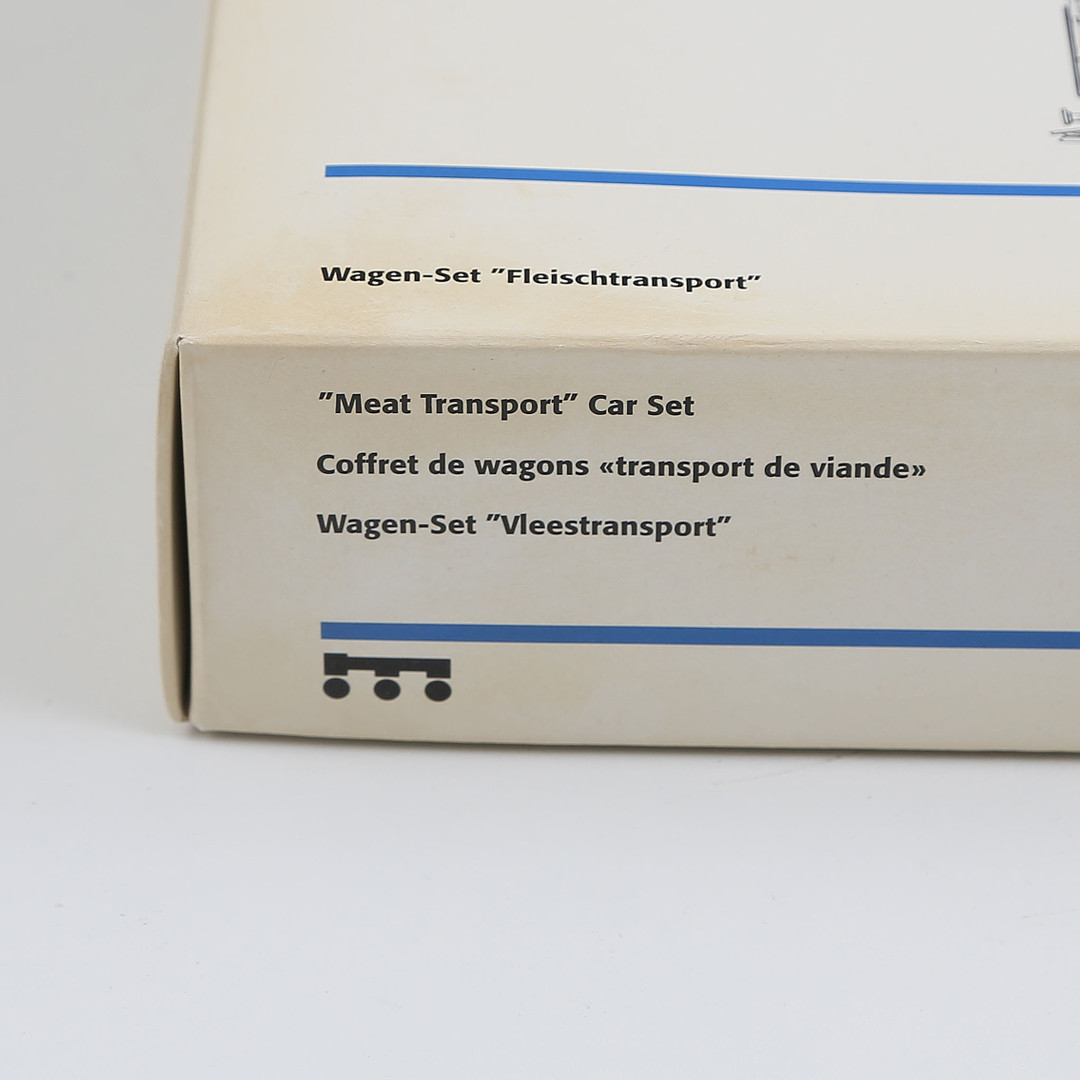 Wagen-Set ”Fleischtransport”
”Meat Transport” Car Set
Coffret de wagons «transport de viande»
Wagen-Set ”Vleestransport”